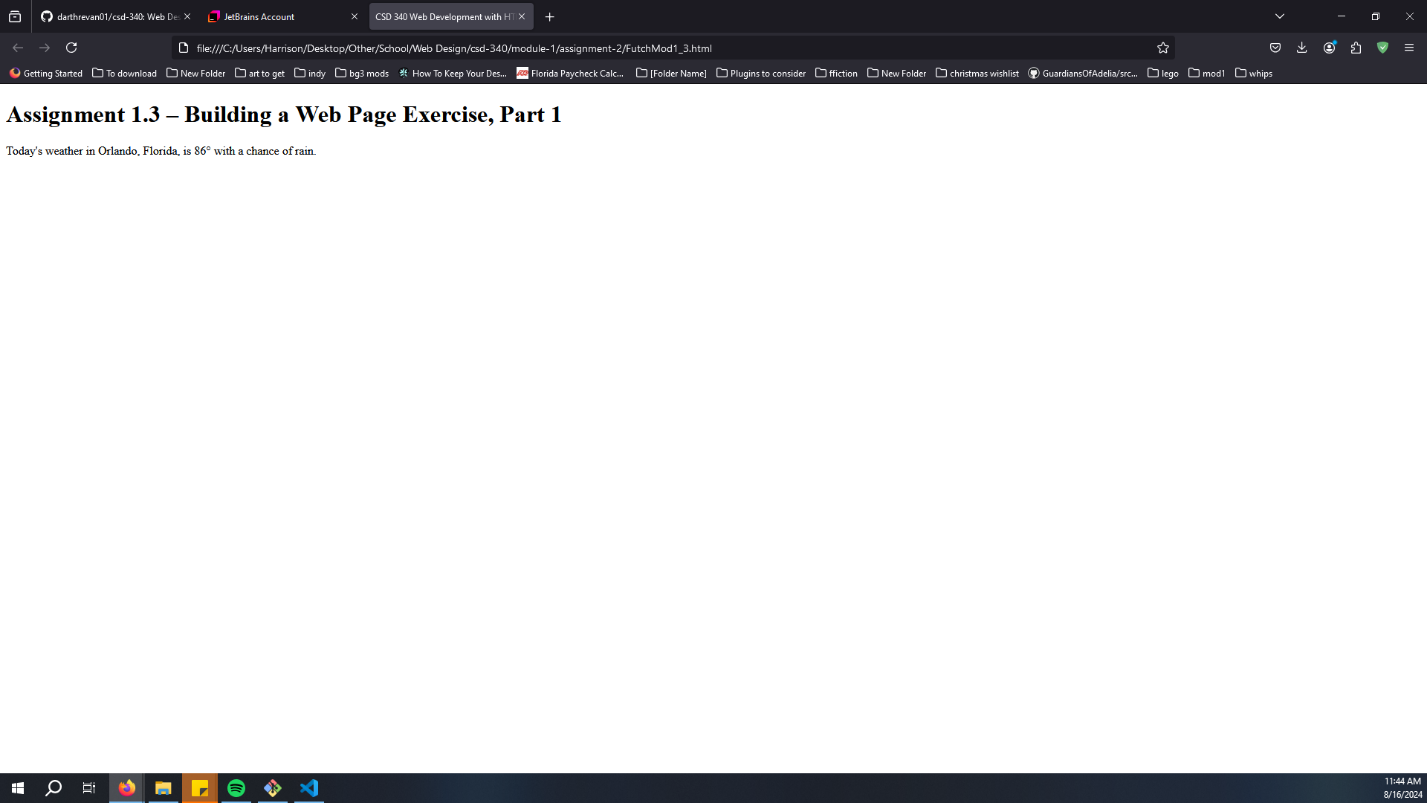 darthrevan01/csd-340: Web De
JetBrains Account
CSD 340 Web Development with HT
file:///C:/Users/Harrison/Desktop/Other/School/Web Design/csd-340/module-1/assignment-2/FutchMod1_3.html
Getting Started To download New Folder art to get indy bg3 mods How To Keep Your Des... Florida Paycheck Calc... [Folder Name] Plugins to consider ffiction New Folder christmas wishlist GuardiansOfAdelia/src... lego mod1 whips
Assignment 1.3 – Building a Web Page Exercise, Part 1
Today's weather in Orlando, Florida, is 86° with a chance of rain.
11:44 AM
8/16/2024